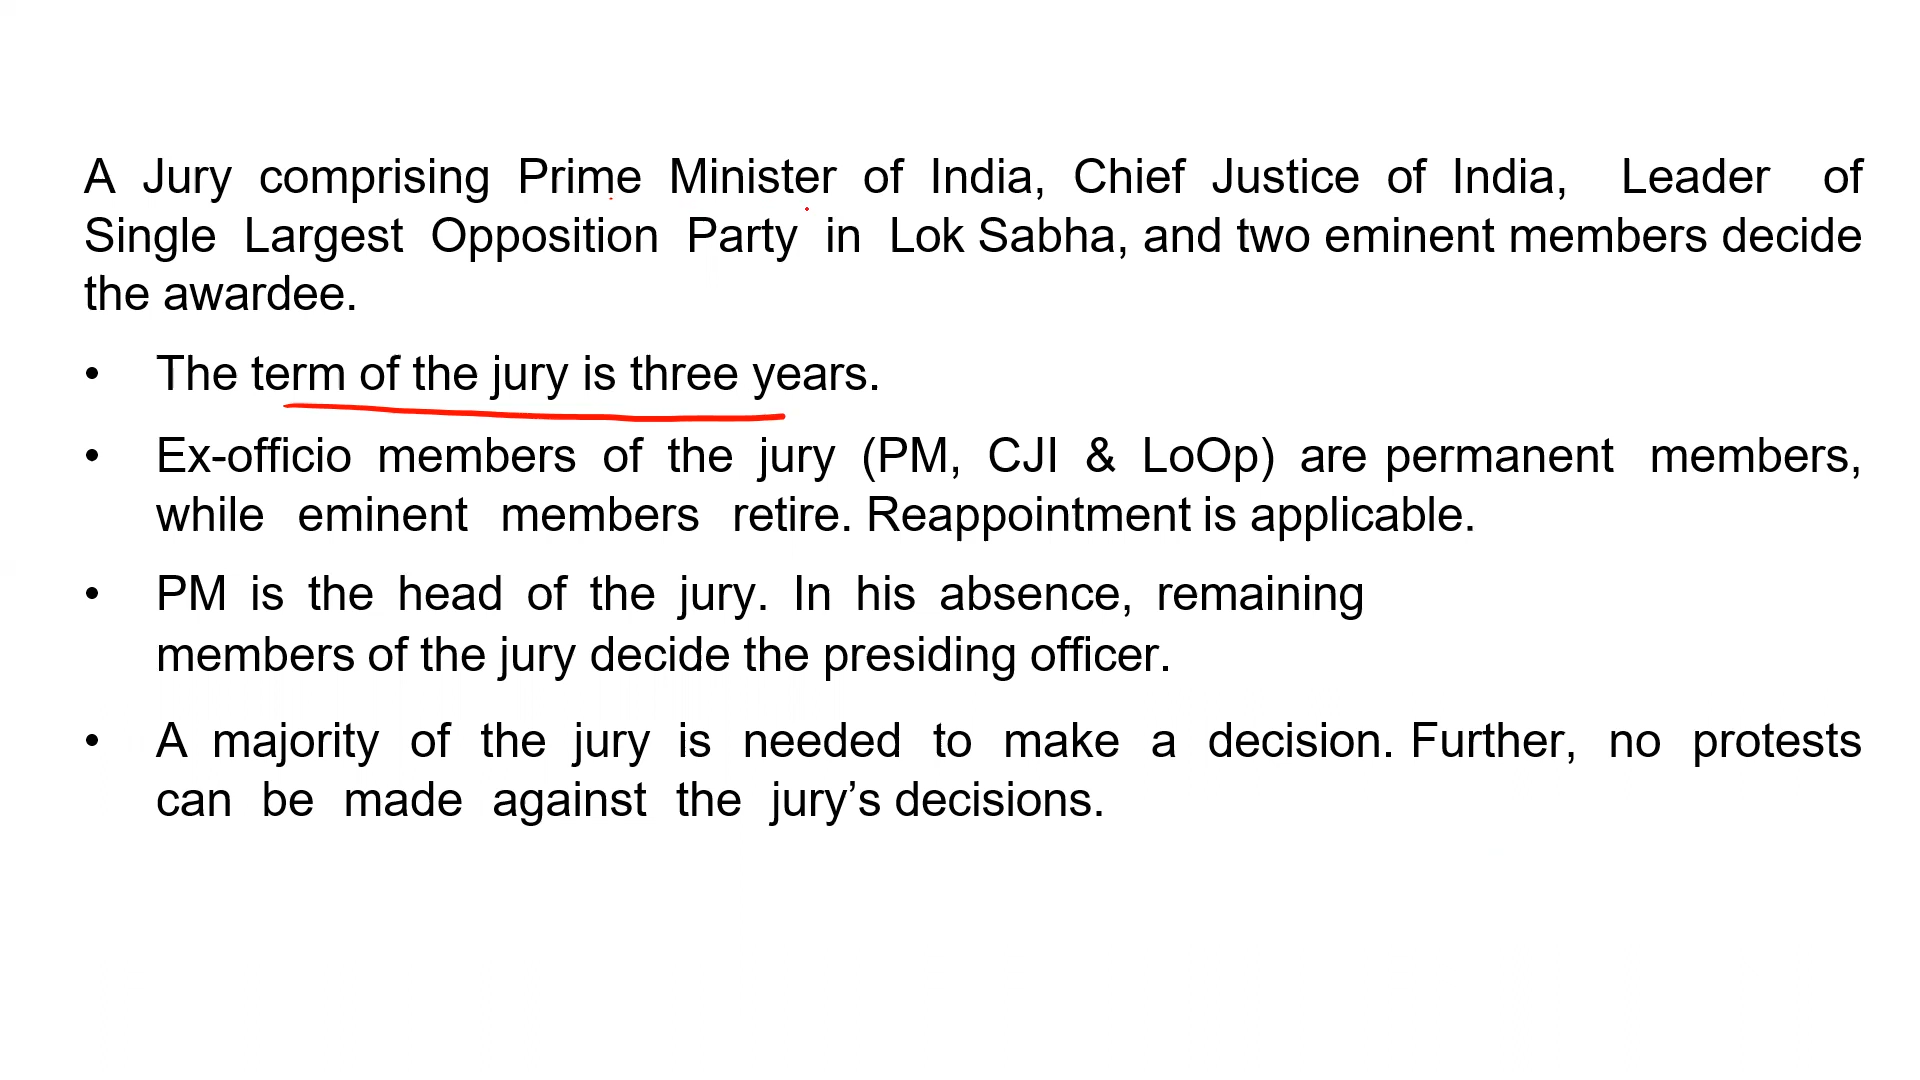 A Jury comprising Prime Minister of India, Chief Justice of India, Leader of
Single Largest Opposition Party in Lok Sabha, and two eminent members decide
the awardee.
• The term of the jury is three years.
• Ex-officio members of the jury (PM, CJI & LoOp) are permanent members,
while eminent members retire. Reappointment is applicable.
• PM is the head of the jury. In his absence, remaining
members of the jury decide the presiding officer.
• A majority of the jury is needed to make a decision. Further, no protests
can be made against the jury’s decisions.